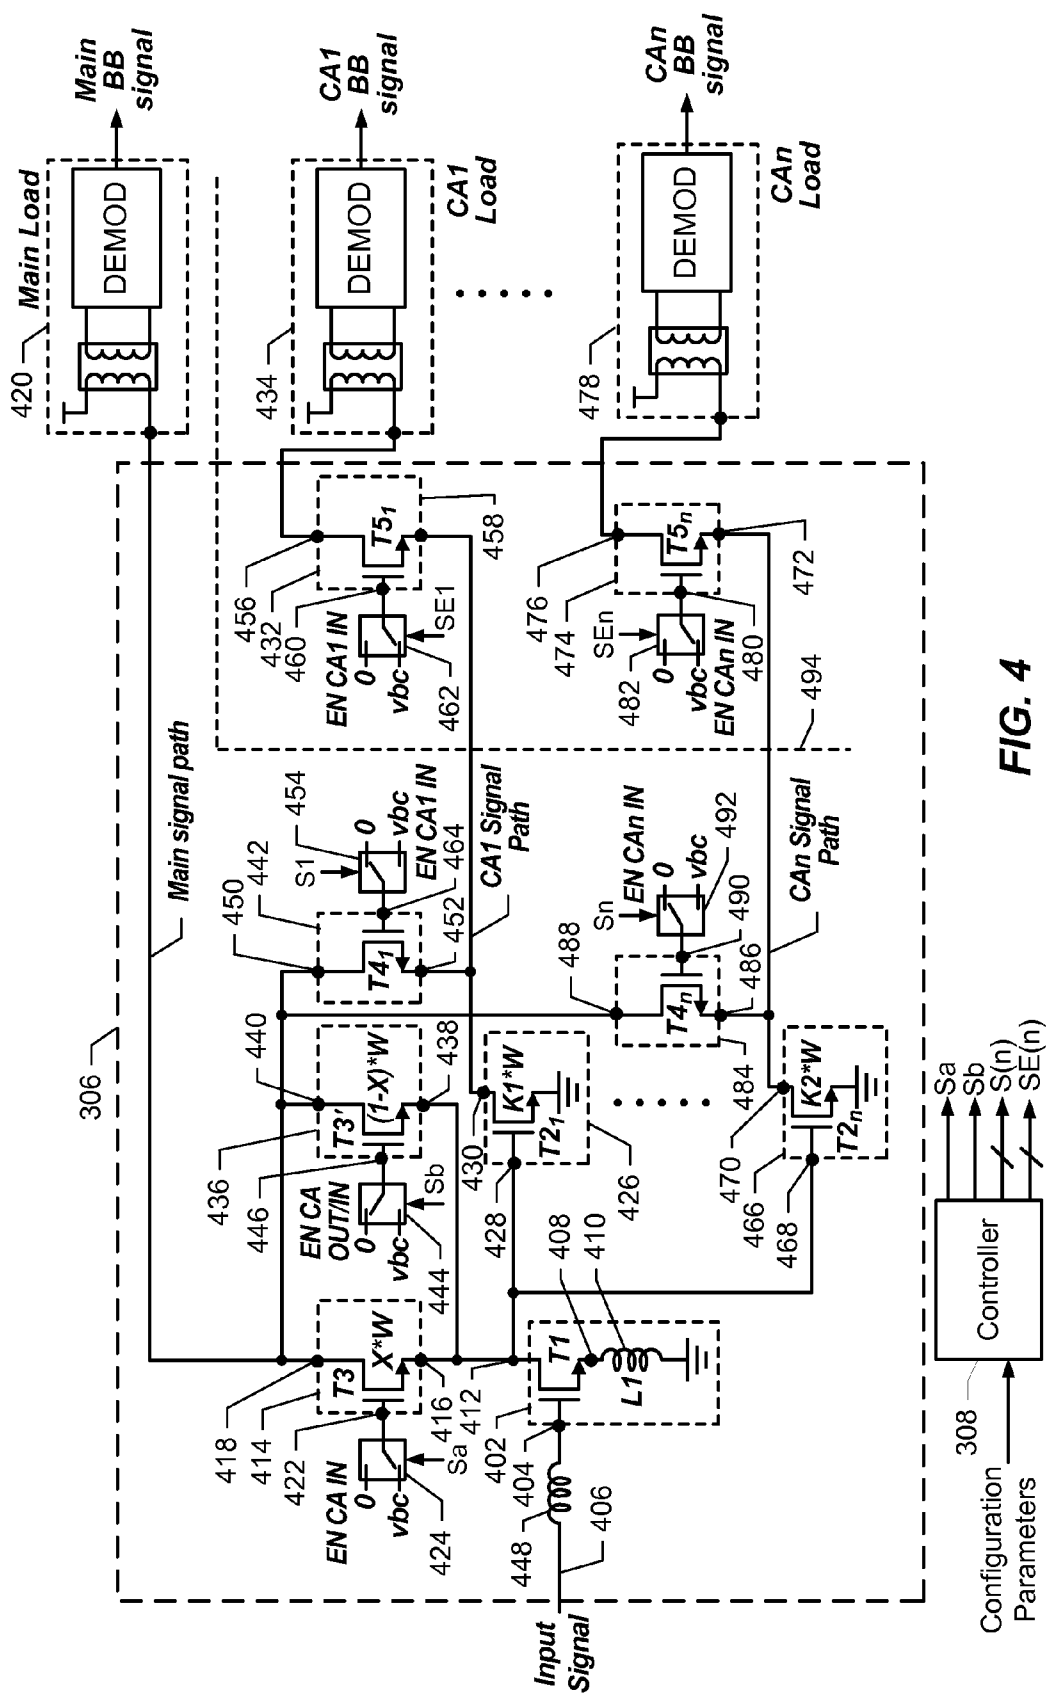 306
Main signal path
420
Main Load
DEMOD
Main
BB
signal
418
414
422
EN CA IN
0
vbc
424
Sa
T3
X*W
416
412
436
446
EN CA
OUT/IN
0
vbc
444
Sb
T3'
(1-X)*W
440
438
450
442
S1
454
0
vbc
EN CA1 IN
464
T4₁
452
CA1 Signal
Path
456
432
460
EN CA1 IN
0
vbc
462
SE1
T5₁
458
434
DEMOD
CA1
BB
signal
CA1
Load
430
K1*W
T2₁
428
426
Input
Signal
448
406
402
404
T1
L1
408
410
488
Sn
EN CAn IN
0
vbc
492
490
T4ₙ
486
484
CAn Signal
Path
476
474
SEn
482
0
vbc
EN CAn IN
480
T5ₙ
472
494
478
DEMOD
CAn
BB
signal
CAn
Load
470
466
468
K2*W
T2ₙ
Configuration
Parameters
308
Controller
Sa
Sb
S(n)
SE(n)
FIG. 4